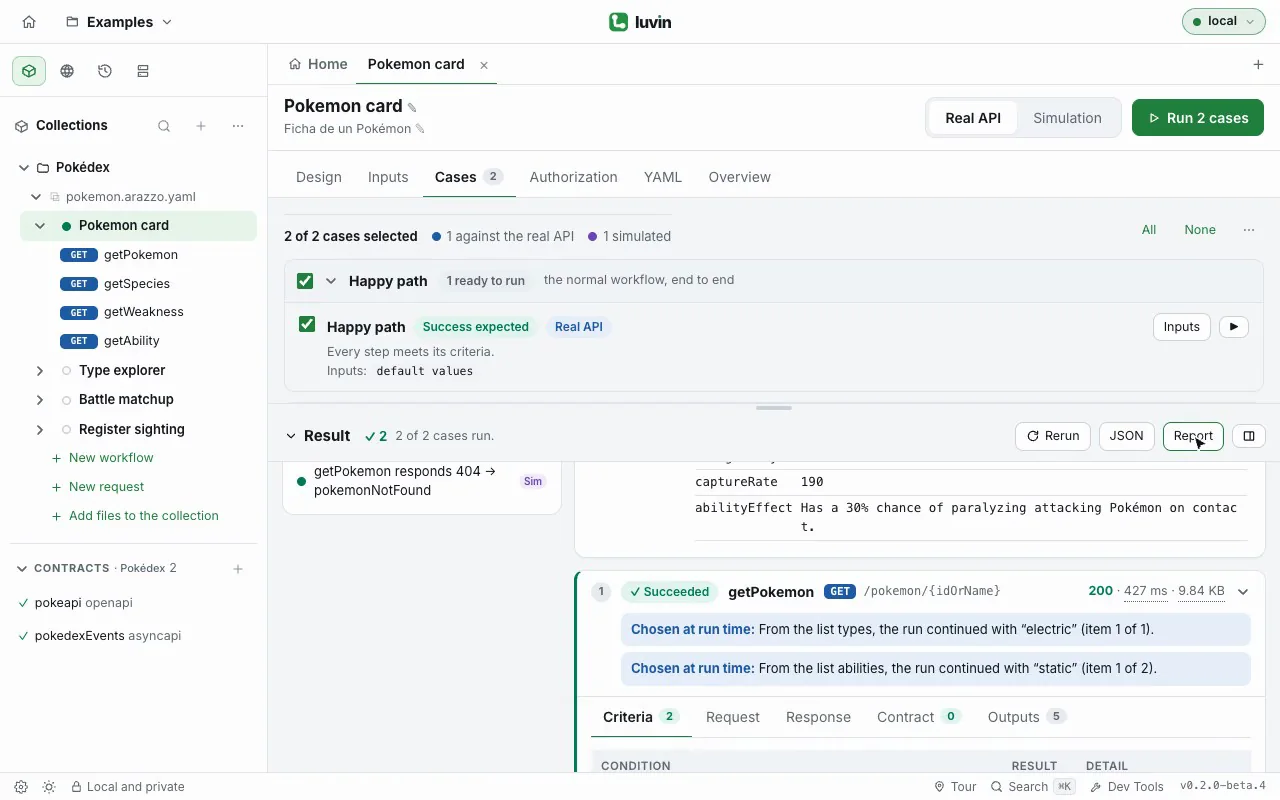 Examples
luvin
local
Home
Pokemon card
Collections
Pokédex
pokemon.arazzo.yaml
Pokemon card
GET getPokemon
GET getSpecies
GET getWeakness
GET getAbility
Type explorer
Battle matchup
Register sighting
+ New workflow
+ New request
+ Add files to the collection
CONTRACTS · Pokédex 2
pokeapi openapi
pokedexEvents asyncapi
Pokemon card
Ficha de un Pokémon
Real API
Simulation
Run 2 cases
Design
Inputs
Cases 2
Authorization
YAML
Overview
2 of 2 cases selected
1 against the real API
1 simulated
All
None
Happy path
1 ready to run
the normal workflow, end to end
Happy path
Success expected
Real API
Inputs
Every step meets its criteria.
Inputs: default values
Result
2
2 of 2 cases run.
Rerun
JSON
Report
getPokemon responds 404 →
pokemonNotFound
Sim
captureRate 190
abilityEffect Has a 30% chance of paralyzing attacking Pokémon on contac
t.
1
Succeeded
getPokemon
GET
/pokemon/{idOrName}
200 · 427 ms · 9.84 KB
Chosen at run time: From the list types, the run continued with “electric” (item 1 of 1).
Chosen at run time: From the list abilities, the run continued with “static” (item 1 of 2).
Criteria 2
Request
Response
Contract 0
Outputs 5
CONDITION
RESULT
DETAIL
Local and private
Tour
Search ⌘K
Dev Tools
v0.2.0-beta.4